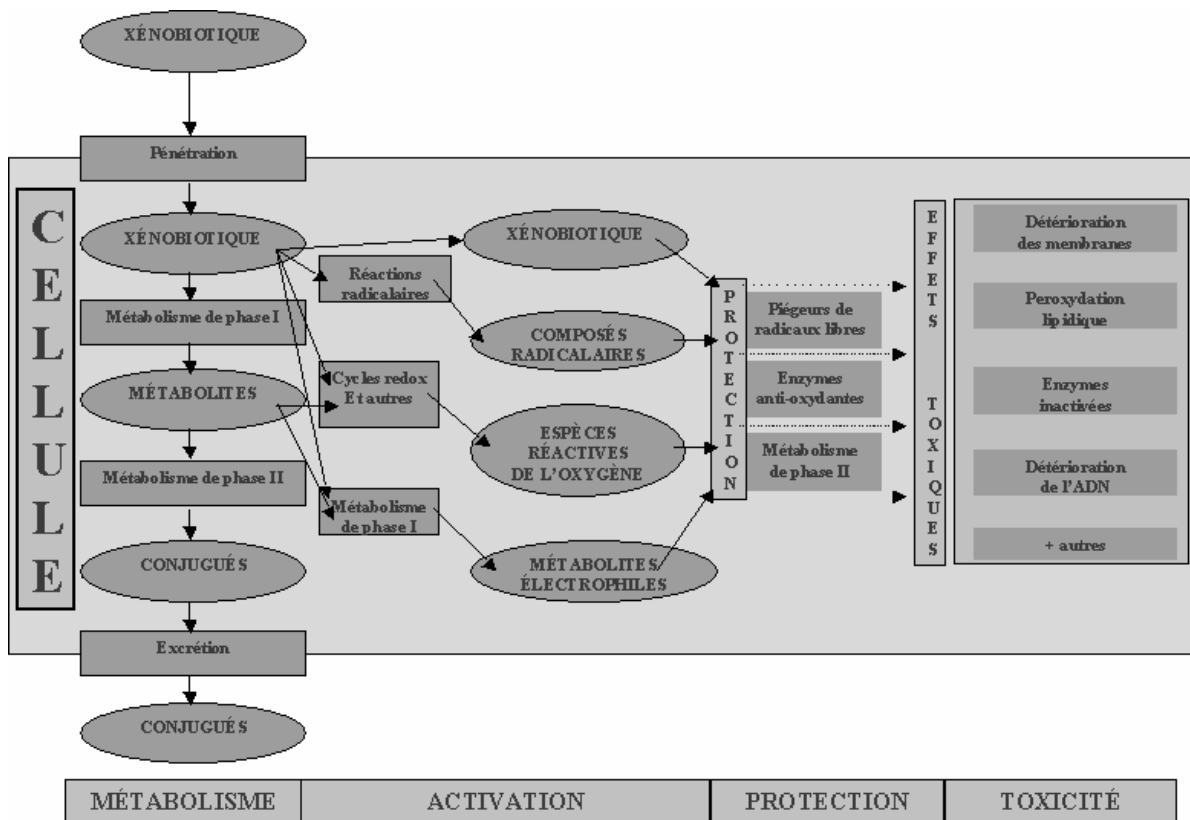 XÉNOBIOTIQUE
Pénétration
CELLULE
XÉNOBIOTIQUE
Métabolisme de phase I
MÉTABOLITES
Métabolisme de phase II
CONJUGUÉS
Excrétion
CONJUGUÉS
Réactions
radicalaires
Cycles redox
Et autres
Métabolisme
de phase I
XÉNOBIOTIQUE
COMPOSÉS
RADICALAIRES
ESPÈCES
RÉACTIVES
DE L'OXYGÈNE
MÉTABOLITES
ÉLECTROPHILES
PROTECTION
Piégeurs de
radicaux libres
Enzymes
anti-oxydantes
Métabolisme
de phase II
EFFETS TOXIQUES
Détérioration
des membranes
Peroxydation
lipidique
Enzymes
inactivées
Détérioration
de l'ADN
+ autres
MÉTABOLISME
ACTIVATION
PROTECTION
TOXICITÉ